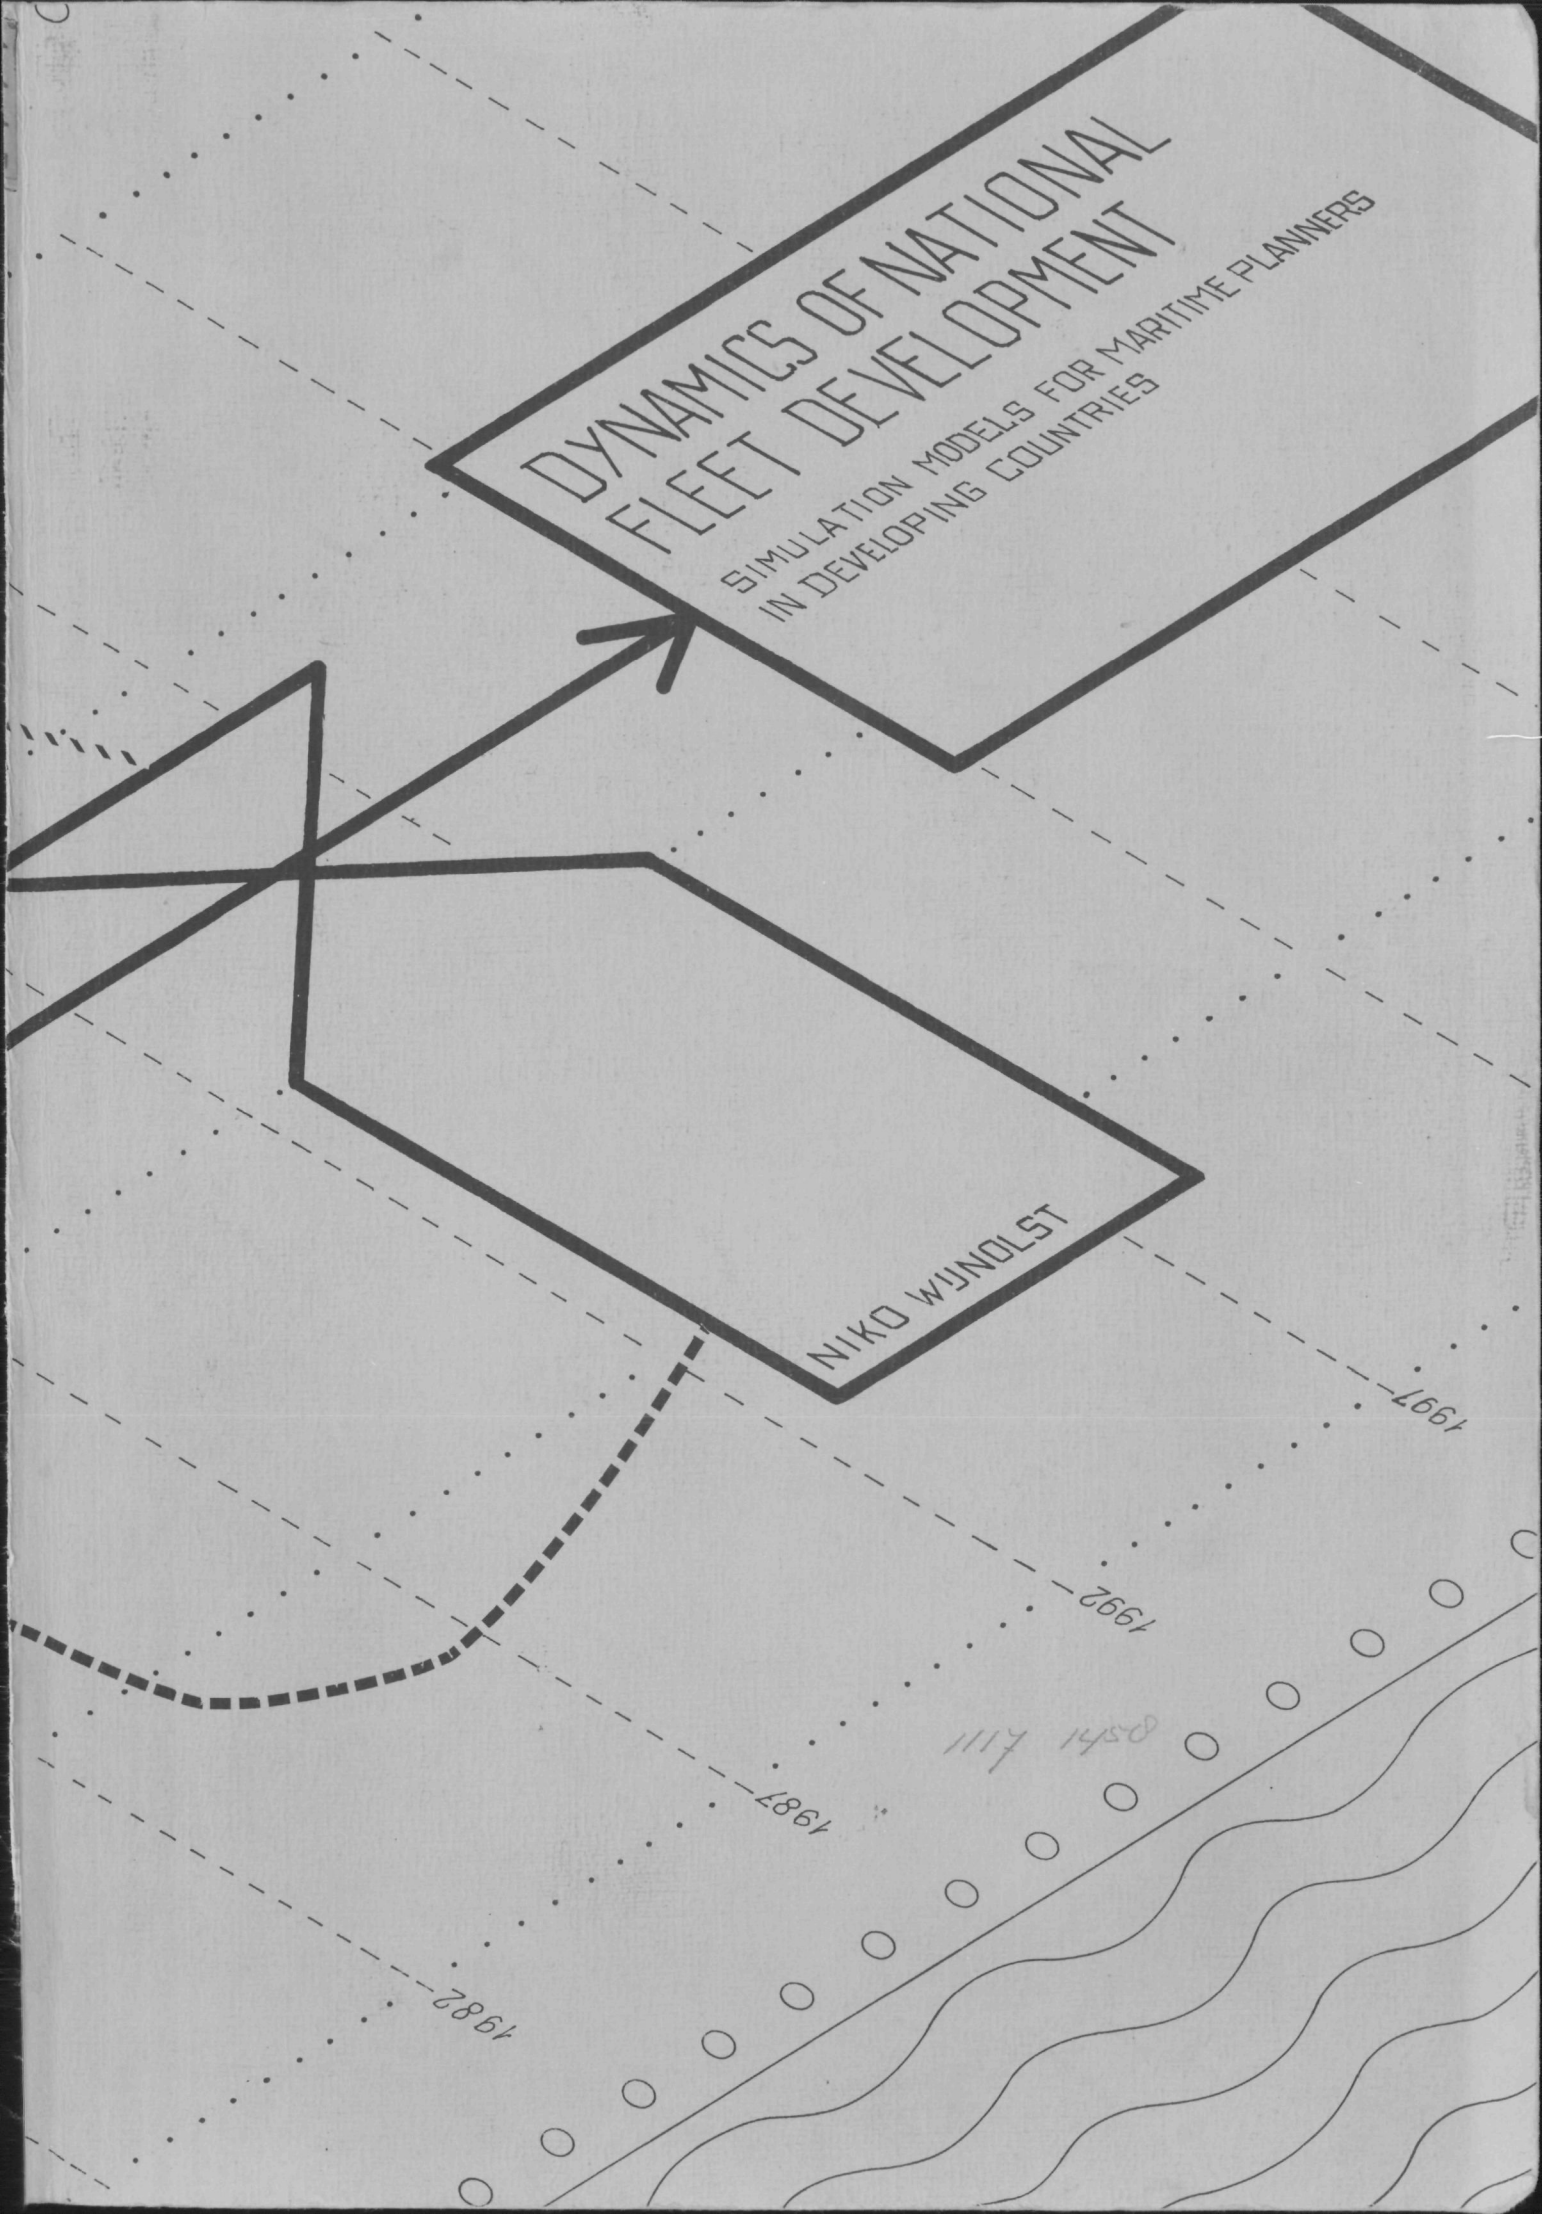 DYNAMICS OF NATIONAL
FLEET DEVELOPMENT
SIMULATION MODELS FOR MARITIME PLANNERS
IN DEVELOPING COUNTRIES
NIKO WIJNOLST
1997
1992
1117 1450
1987
1982